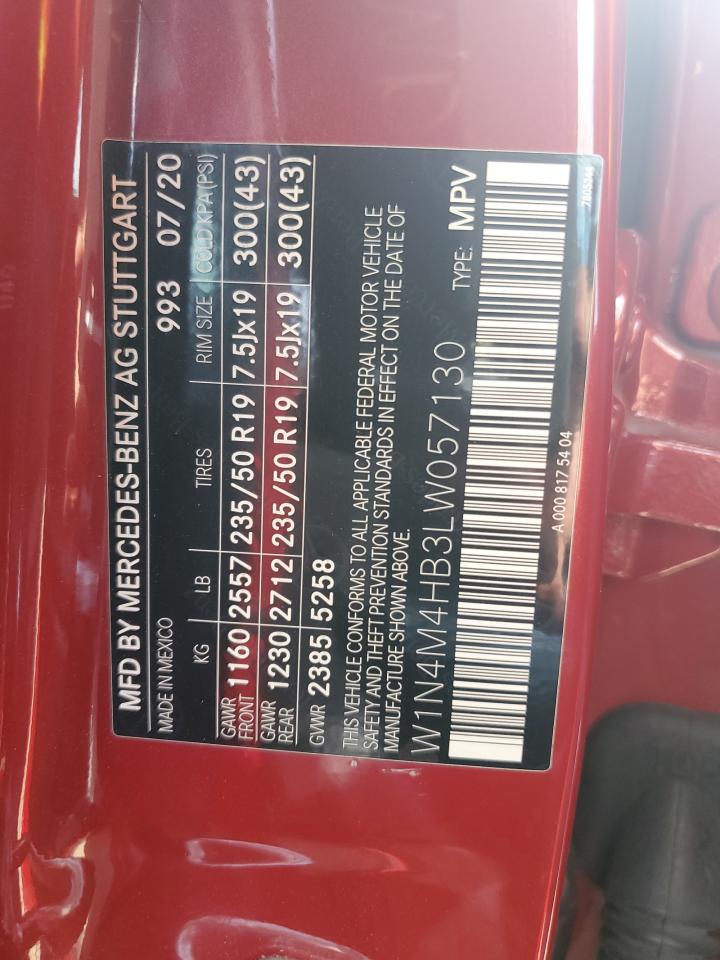 MFD BY MERCEDES-BENZ AG STUTTGART
MADE IN MEXICO 993 07/20
KG LB TIRES RIM SIZE COLD KPA(PSI)
GAWR FRONT 1160 2557 235/50 R19 7.5Jx19 300(43)
GAWR REAR 1230 2712 235/50 R19 7.5Jx19 300(43)
GVWR 2385 5258
THIS VEHICLE CONFORMS TO ALL APPLICABLE FEDERAL MOTOR VEHICLE
SAFETY AND THEFT PREVENTION STANDARDS IN EFFECT ON THE DATE OF
MANUFACTURE SHOWN ABOVE.
W1N4M4HB3LW057130 TYPE: MPV
A 000 817 54 04